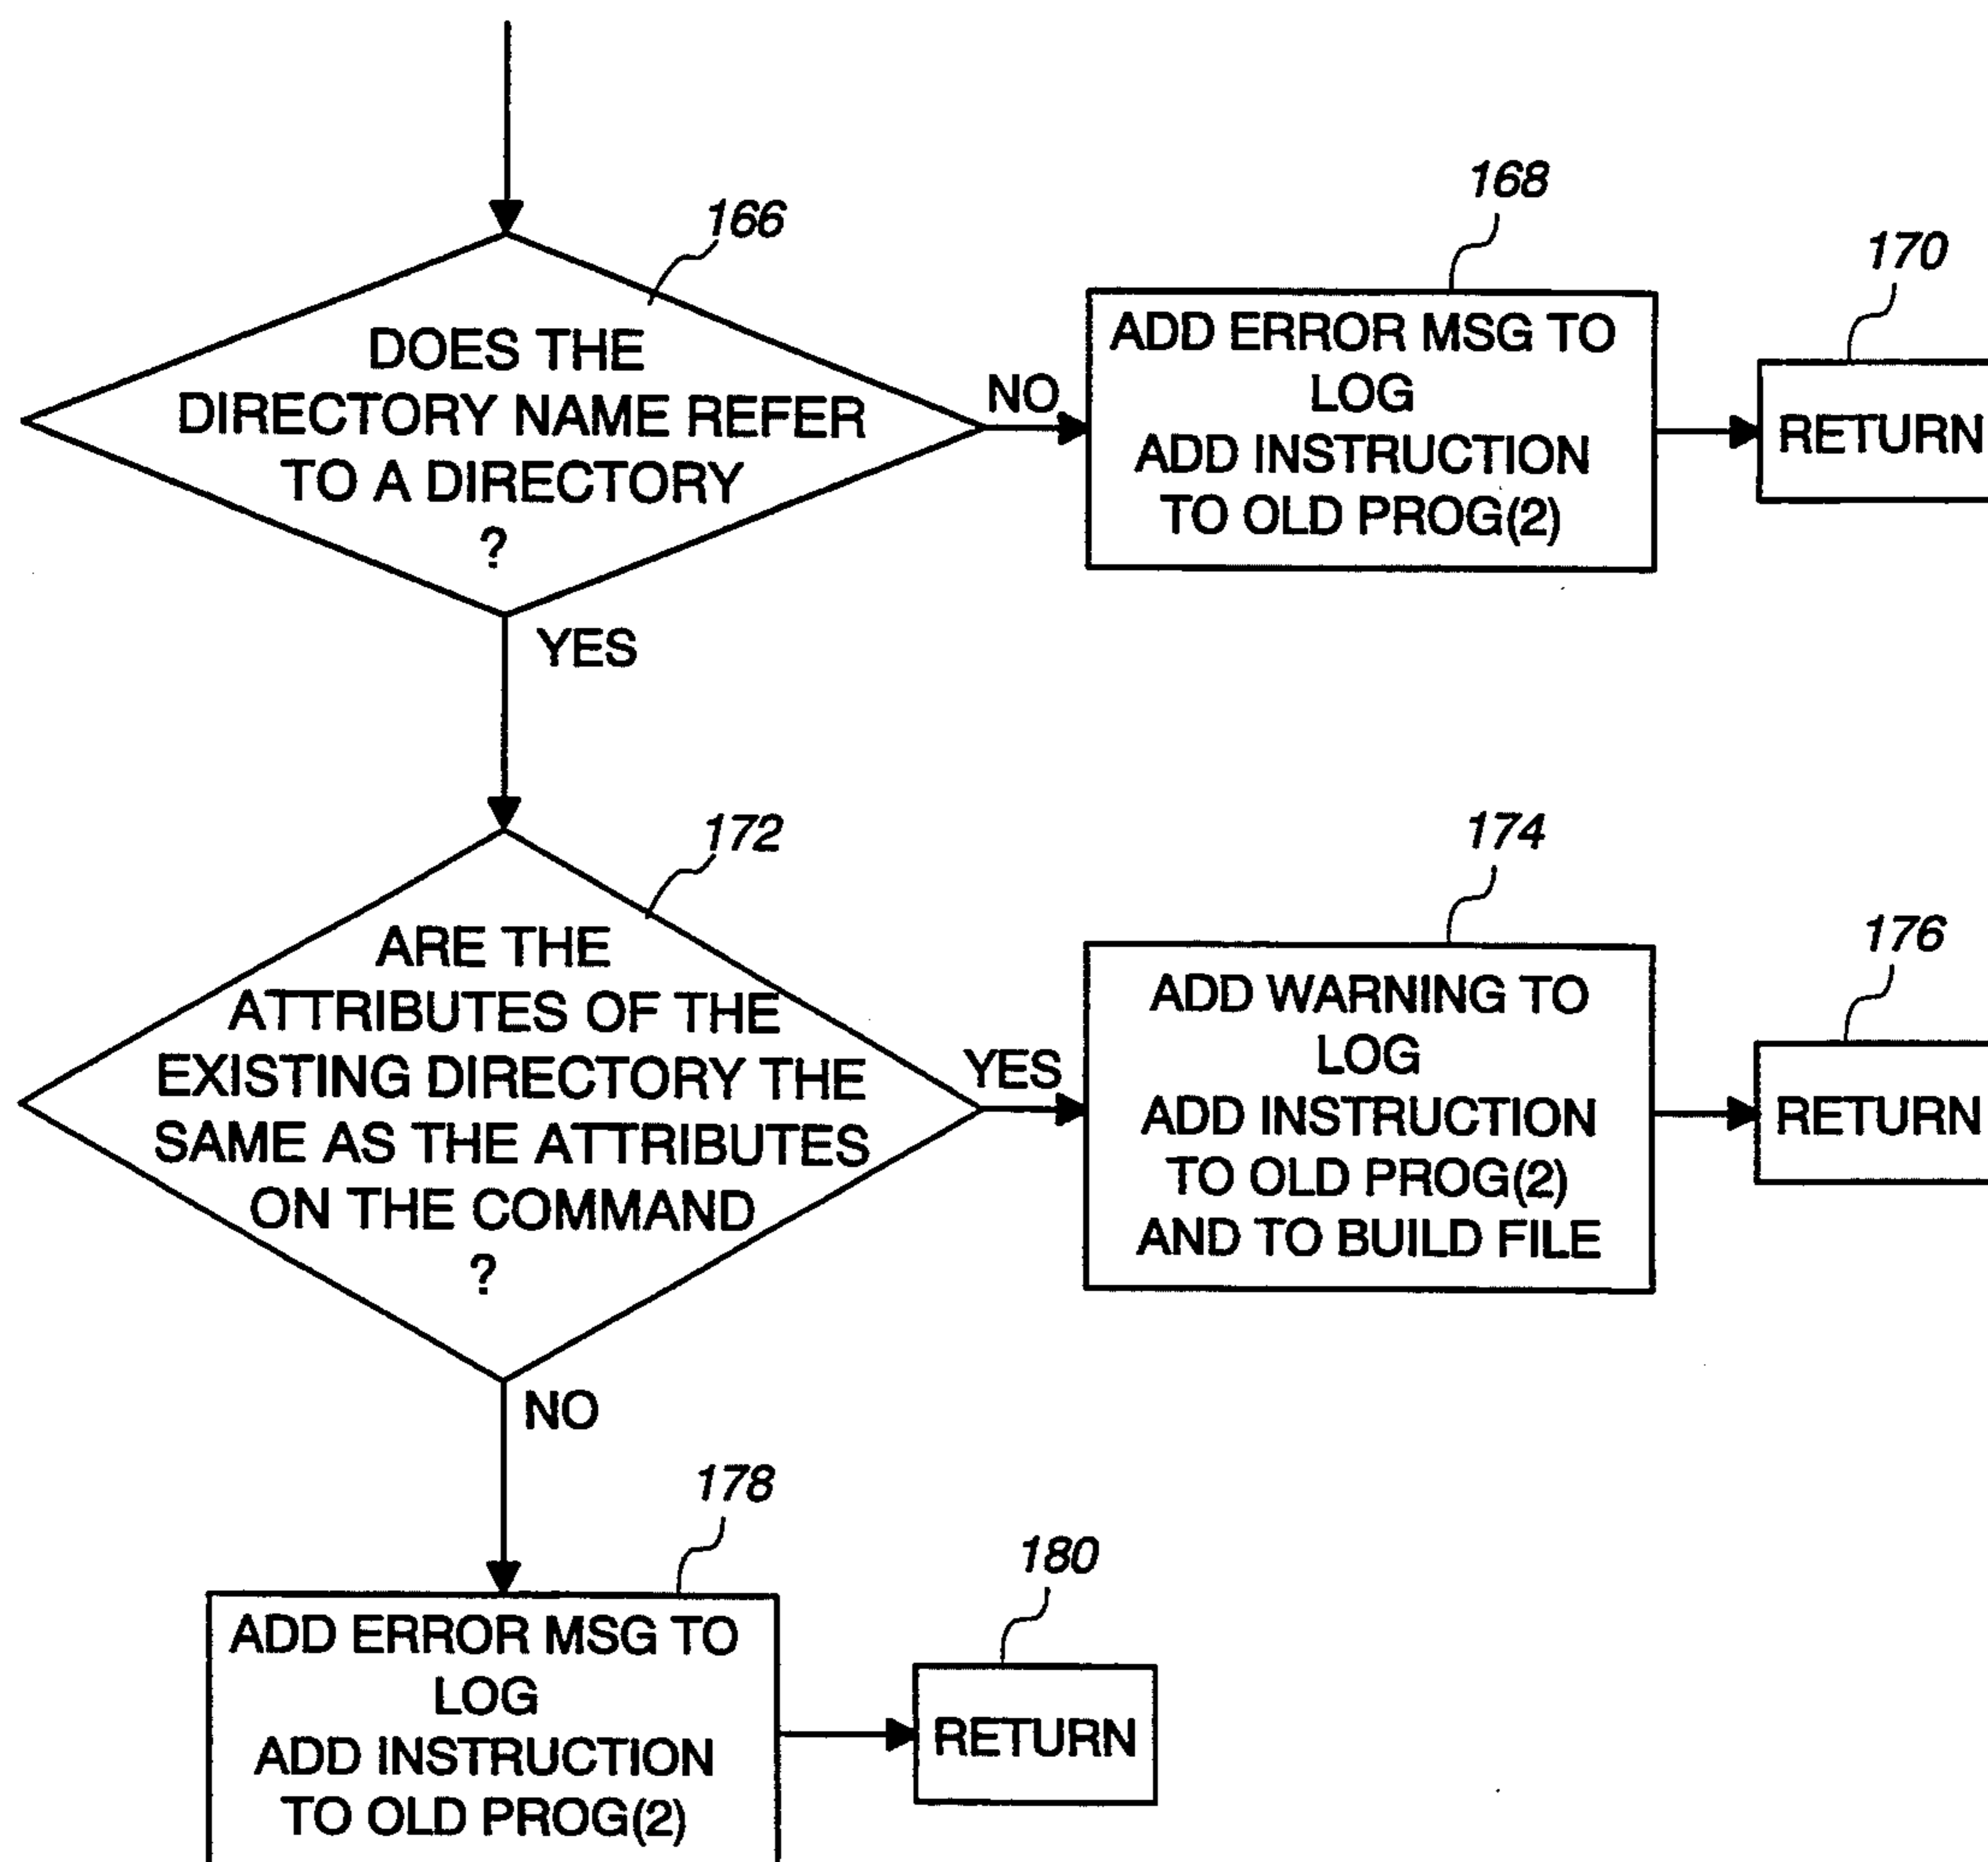 166
DOES THE
DIRECTORY NAME REFER
TO A DIRECTORY
?
NO
168
ADD ERROR MSG TO
LOG
ADD INSTRUCTION
TO OLD PROG(2)
170
RETURN
YES
172
ARE THE
ATTRIBUTES OF THE
EXISTING DIRECTORY THE
SAME AS THE ATTRIBUTES
ON THE COMMAND
?
YES
174
ADD WARNING TO
LOG
ADD INSTRUCTION
TO OLD PROG(2)
AND TO BUILD FILE
176
RETURN
NO
178
ADD ERROR MSG TO
LOG
ADD INSTRUCTION
TO OLD PROG(2)
180
RETURN